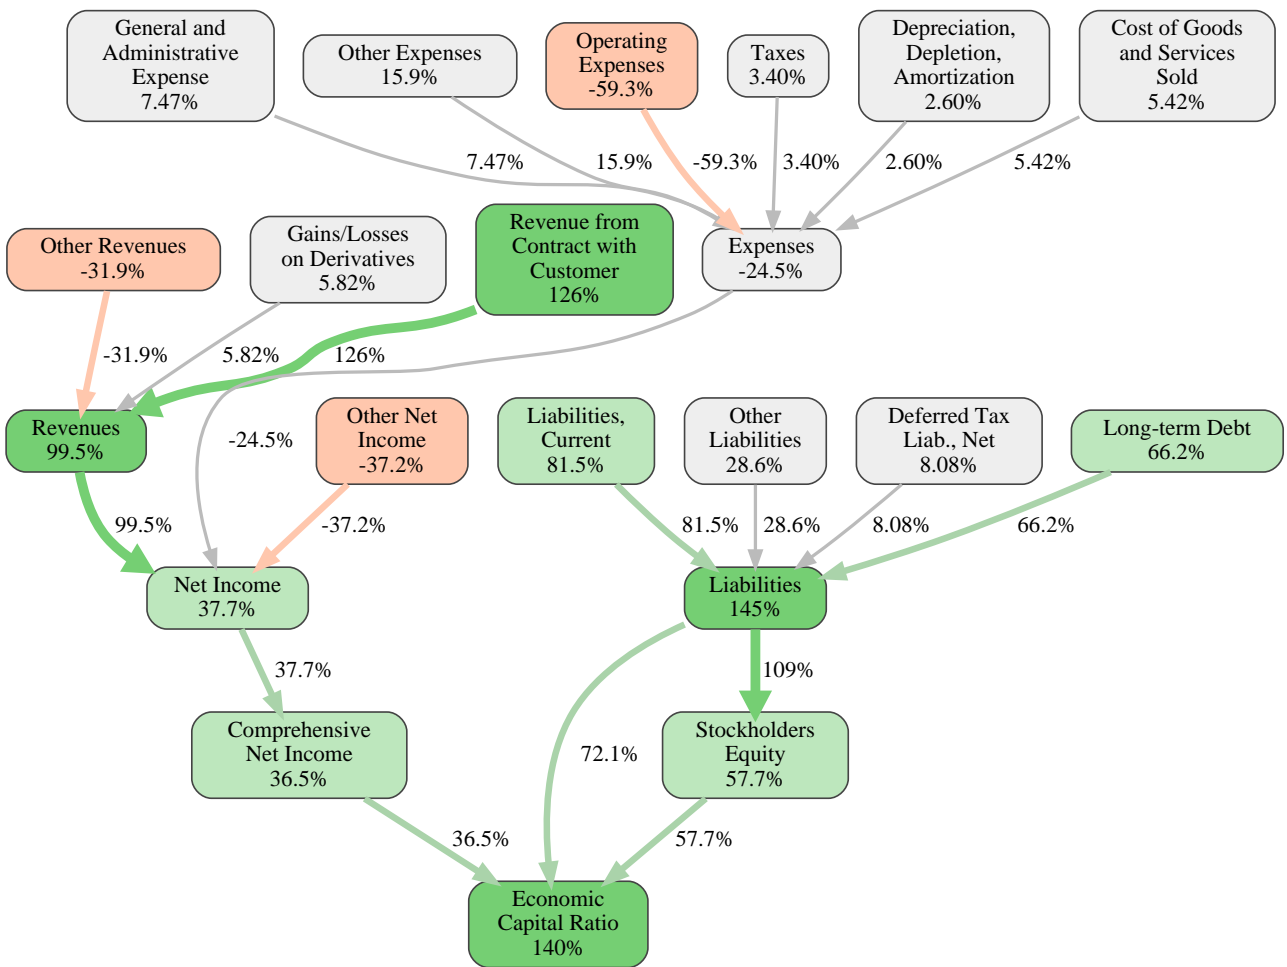 General and
Administrative
Expense
7.47%
Other Expenses
15.9%
Operating
Expenses
-59.3%
Taxes
3.40%
Depreciation,
Depletion,
Amortization
2.60%
Cost of Goods
and Services
Sold
5.42%
7.47%
15.9%
-59.3%
3.40%
2.60%
5.42%
Other Revenues
-31.9%
Gains/Losses
on Derivatives
5.82%
Revenue from
Contract with
Customer
126%
Expenses
-24.5%
-31.9%
5.82%
126%
Revenues
99.5%
-24.5%
Other Net
Income
-37.2%
Liabilities,
Current
81.5%
Other
Liabilities
28.6%
Deferred Tax
Liab., Net
8.08%
Long-term Debt
66.2%
99.5%
-37.2%
81.5%
28.6%
8.08%
66.2%
Net Income
37.7%
Liabilities
145%
37.7%
109%
Comprehensive
Net Income
36.5%
72.1%
Stockholders
Equity
57.7%
36.5%
57.7%
Economic
Capital Ratio
140%